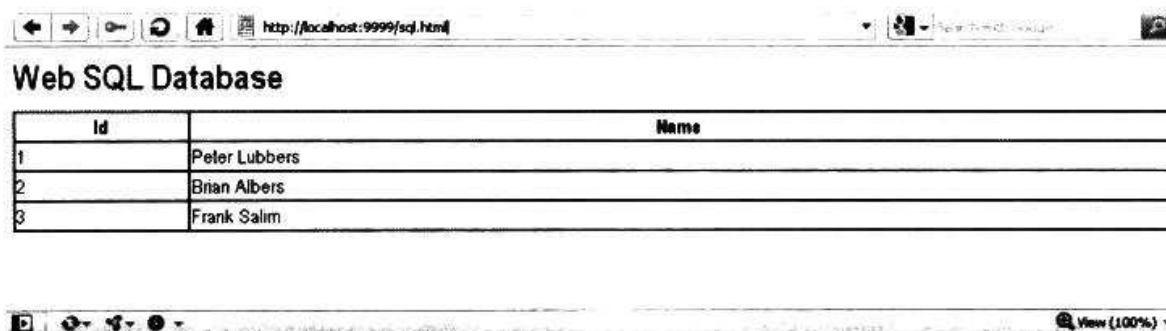 http://localhost:9999/sql.html
Web SQL Database
Id Name
1 Peter Lubbers
2 Brian Albers
3 Frank Salim
View (100%)